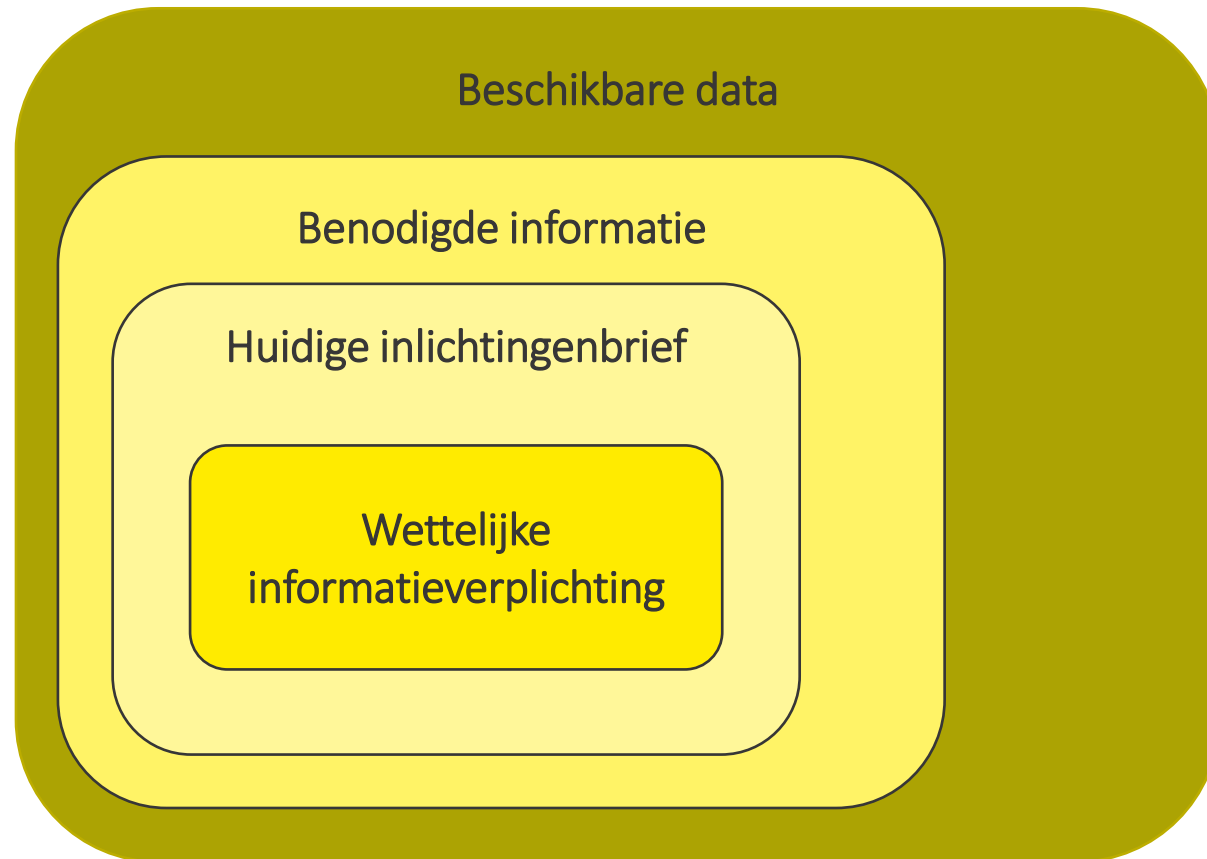 Beschikbare data
Benodigde informatie
Huidige inlichtingenbrief
Wettelijke
informatieverplichting